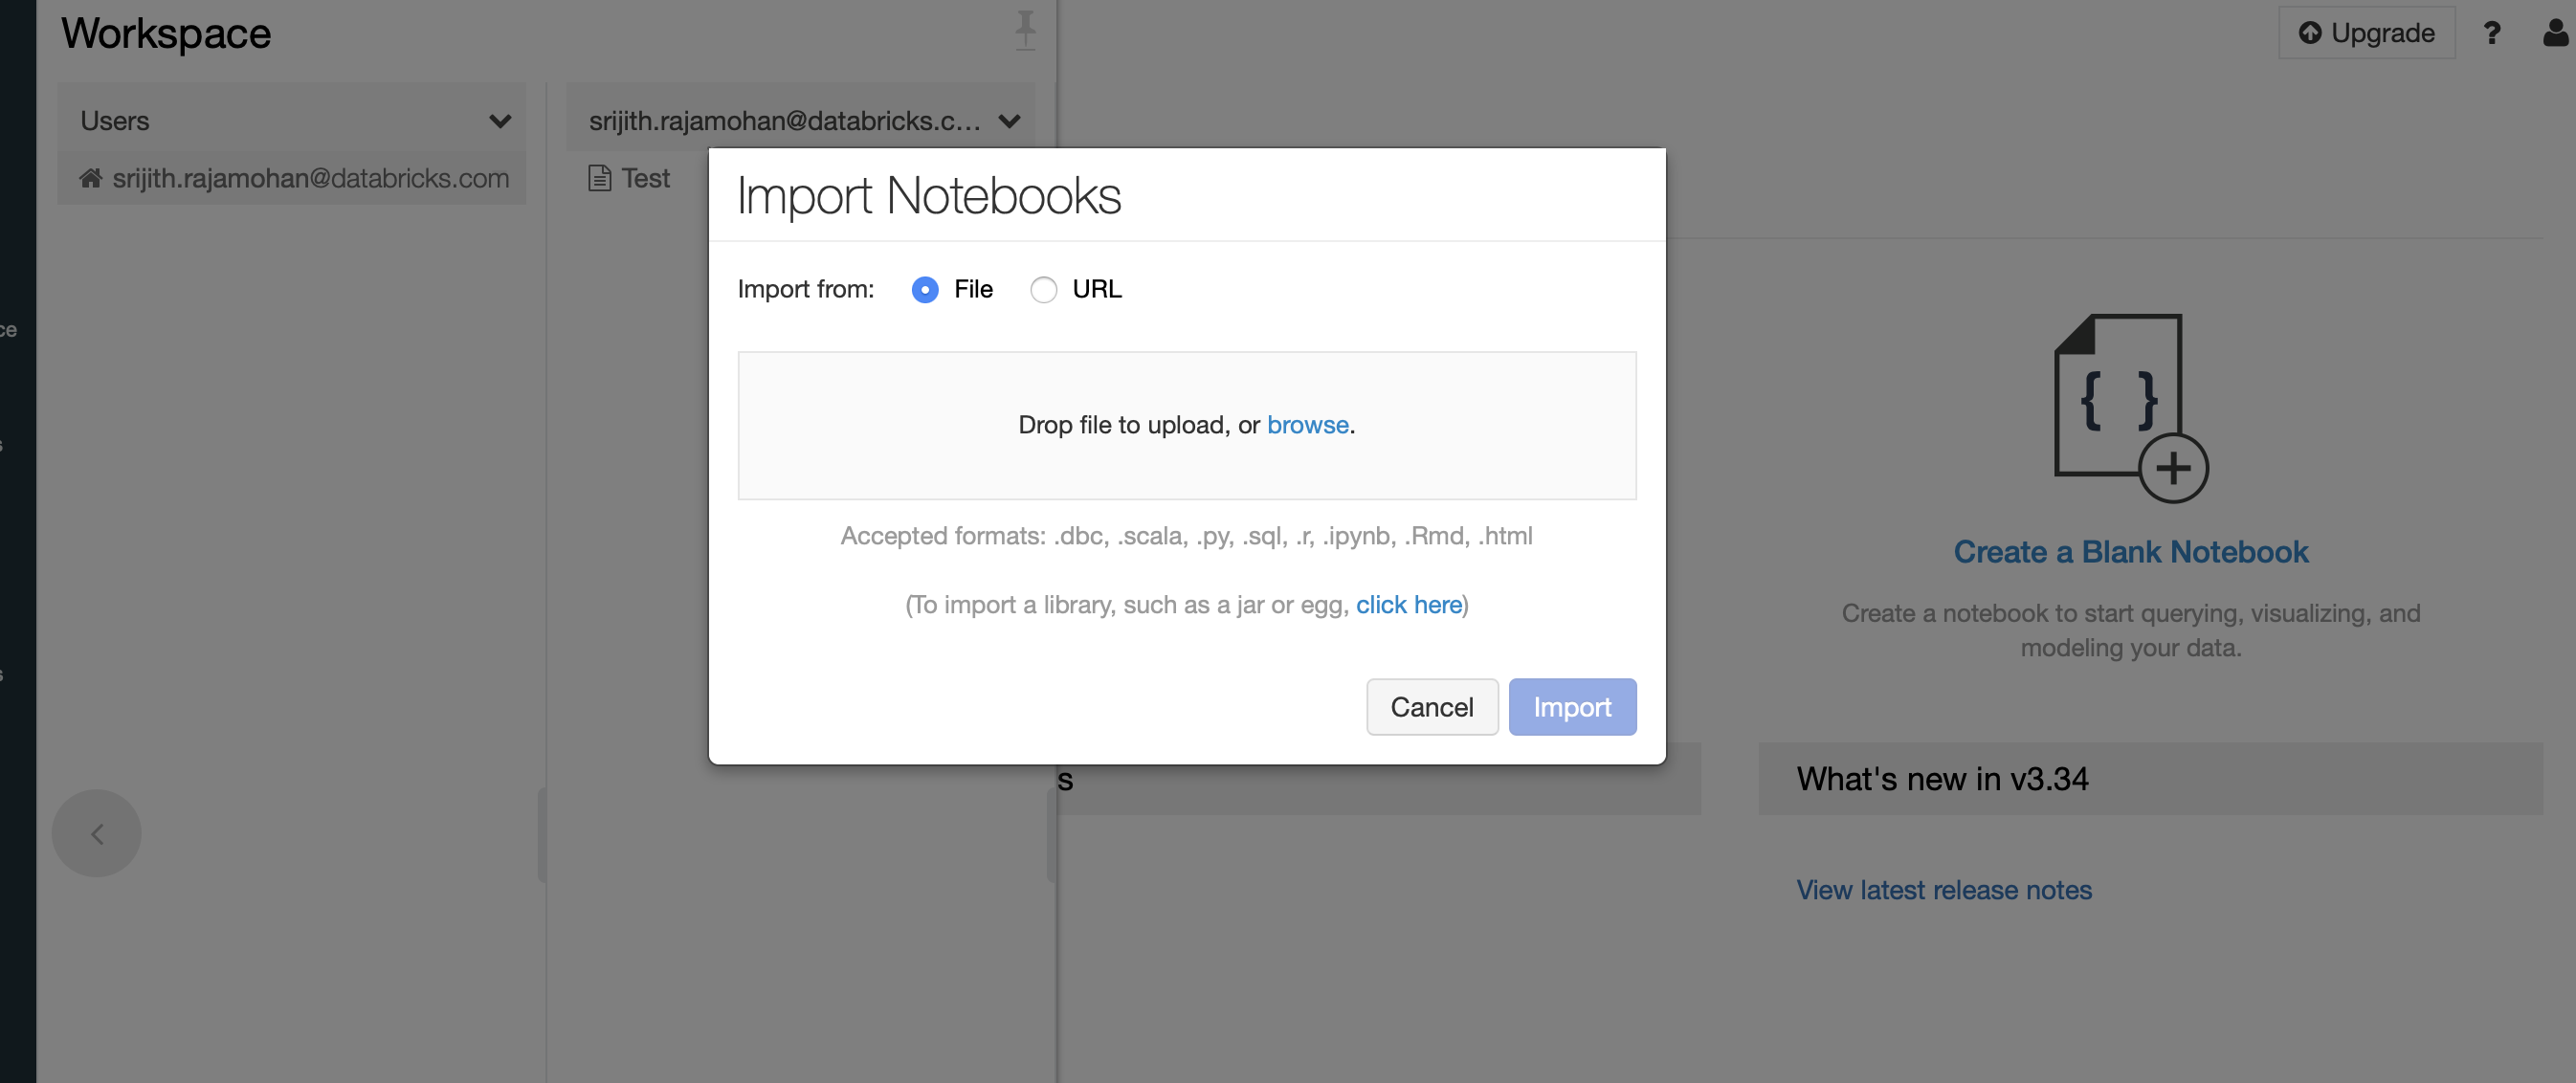 Workspace
Upgrade ?
Users
srijith.rajamohan@databricks.com
srijith.rajamohan@databricks.c...
Test
Import Notebooks
Import from: File URL
Drop file to upload, or browse.
Accepted formats: .dbc, .scala, .py, .sql, .r, .ipynb, .Rmd, .html
(To import a library, such as a jar or egg, click here)
Cancel Import
ce
s
s
{ }
Create a Blank Notebook
Create a notebook to start querying, visualizing, and
modeling your data.
s
What's new in v3.34
View latest release notes